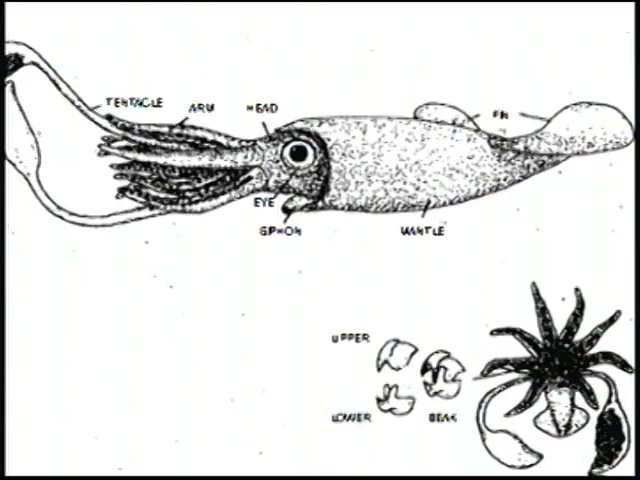 TENTACLE
ARM
HEAD
FIN
EYE
SIPHON
MANTLE
UPPER
LOWER
BEAK